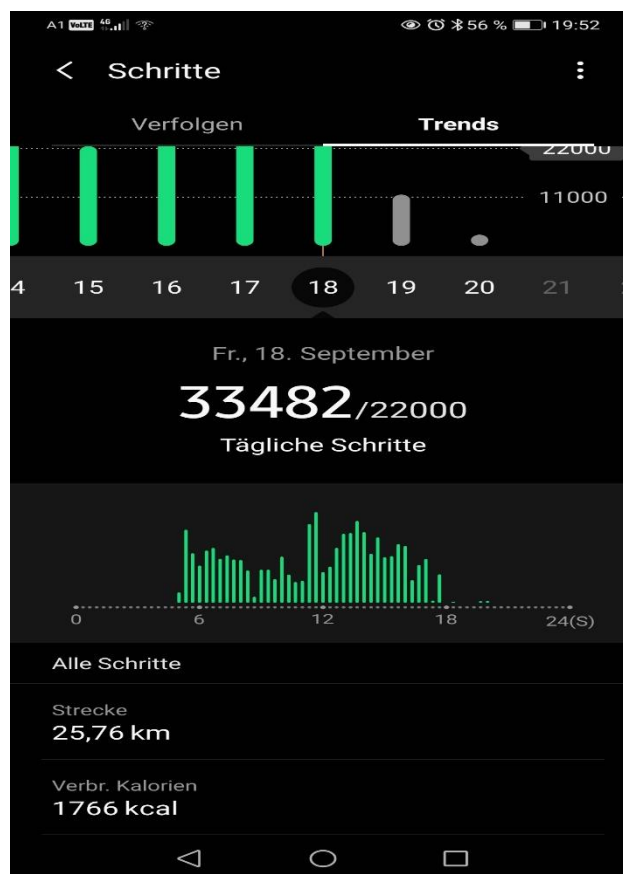 A1 VoLTE 4G 56 % 19:52
Schritte
Verfolgen Trends
22000
11000
4 15 16 17 18 19 20 21
Fr., 18. September
33482/22000
Tägliche Schritte
0 6 12 18 24(S)
Alle Schritte
Strecke
25,76 km
Verbr. Kalorien
1766 kcal